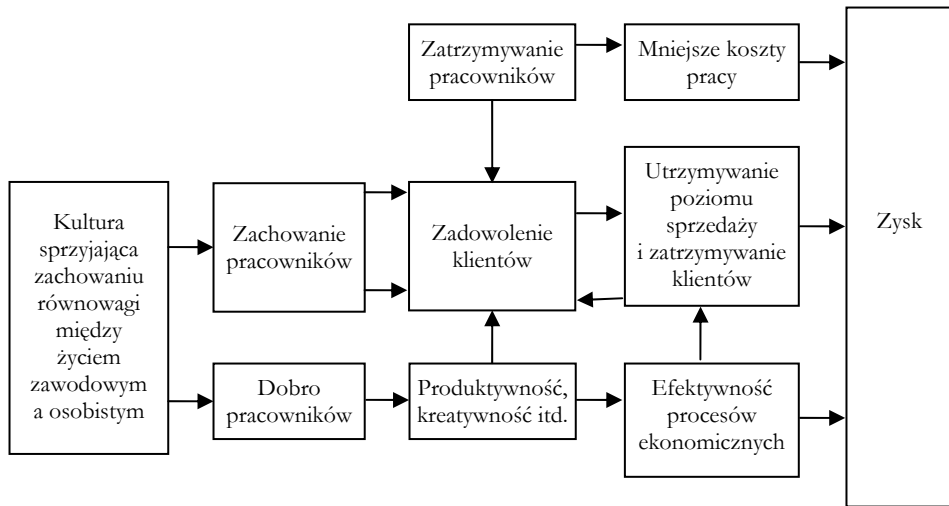 Zatrzymywanie
pracowników
Mniejsze koszty
pracy
Kultura
sprzyjająca
zachowaniu
równowagi
między
życiem
zawodowym
a osobistym
Zachowanie
pracowników
Zadowolenie
klientów
Utrzymywanie
poziomu
sprzedaży
i zatrzymywanie
klientów
Zysk
Dobro
pracowników
Produktywność,
kreatywność itd.
Efektywność
procesów
ekonomicznych